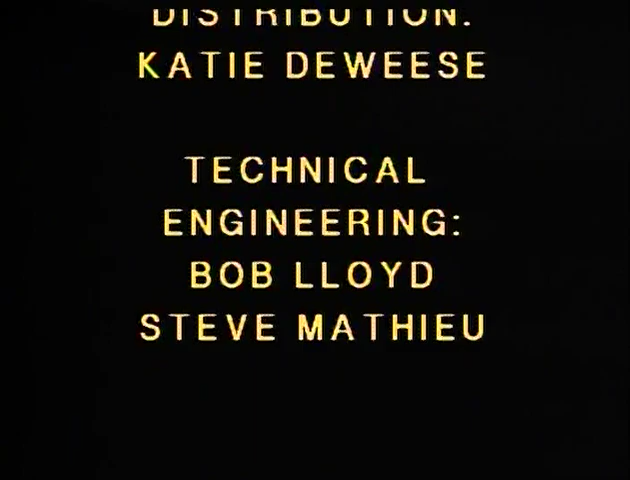 DISTRIBUTION:
KATIE DEWEESE
TECHNICAL
ENGINEERING:
BOB LLOYD
STEVE MATHIEU